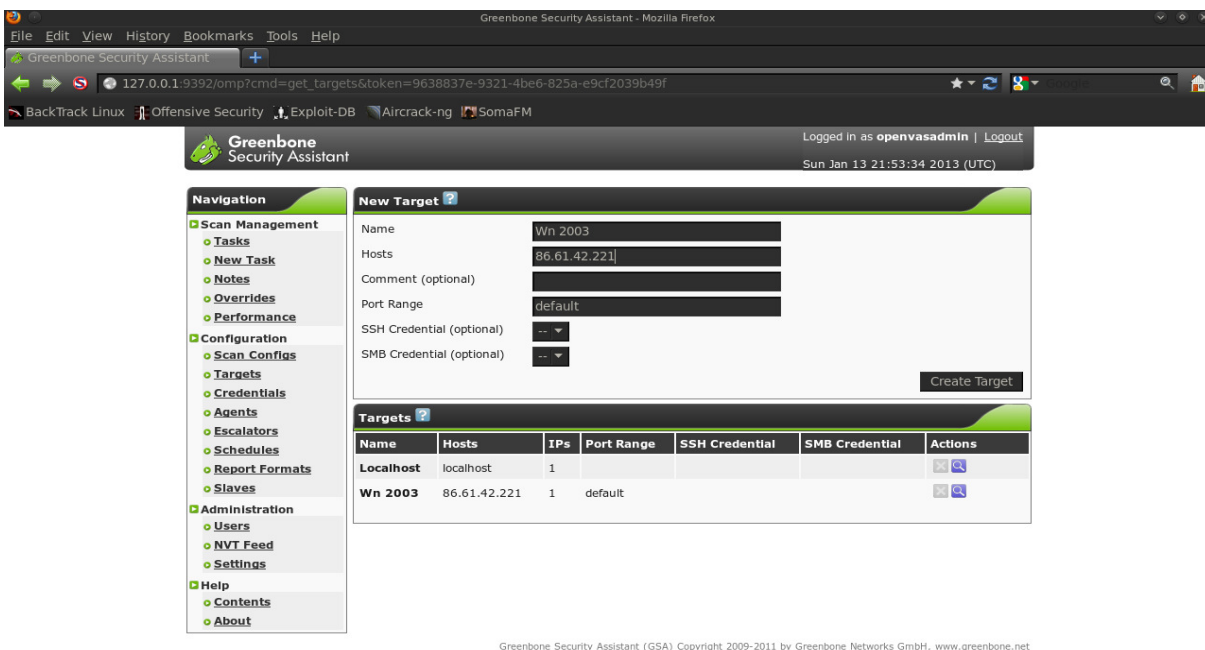 Greenbone Security Assistant - Mozilla Firefox
File Edit View History Bookmarks Tools Help
Greenbone Security Assistant
127.0.0.1:9392/omp?cmd=get_targets&token=9638837e-9321-4be6-825a-e9cf2039b49f
Google
BackTrack Linux Offensive Security Exploit-DB Aircrack-ng SomaFM
Greenbone
Security Assistant
Logged in as openvasadmin | Logout
Sun Jan 13 21:53:34 2013 (UTC)
Navigation
Scan Management
Tasks
New Task
Notes
Overrides
Performance
Configuration
Scan Configs
Targets
Credentials
Agents
Escalators
Schedules
Report Formats
Slaves
Administration
Users
NVT Feed
Settings
Help
Contents
About
New Target ?
Name Wn 2003
Hosts 86.61.42.221
Comment (optional)
Port Range default
SSH Credential (optional) --
SMB Credential (optional) --
Create Target
Targets ?
Name Hosts IPs Port Range SSH Credential SMB Credential Actions
Localhost localhost 1
Wn 2003 86.61.42.221 1 default
Greenbone Security Assistant (GSA) Copyright 2009-2011 by Greenbone Networks GmbH, www.greenbone.net